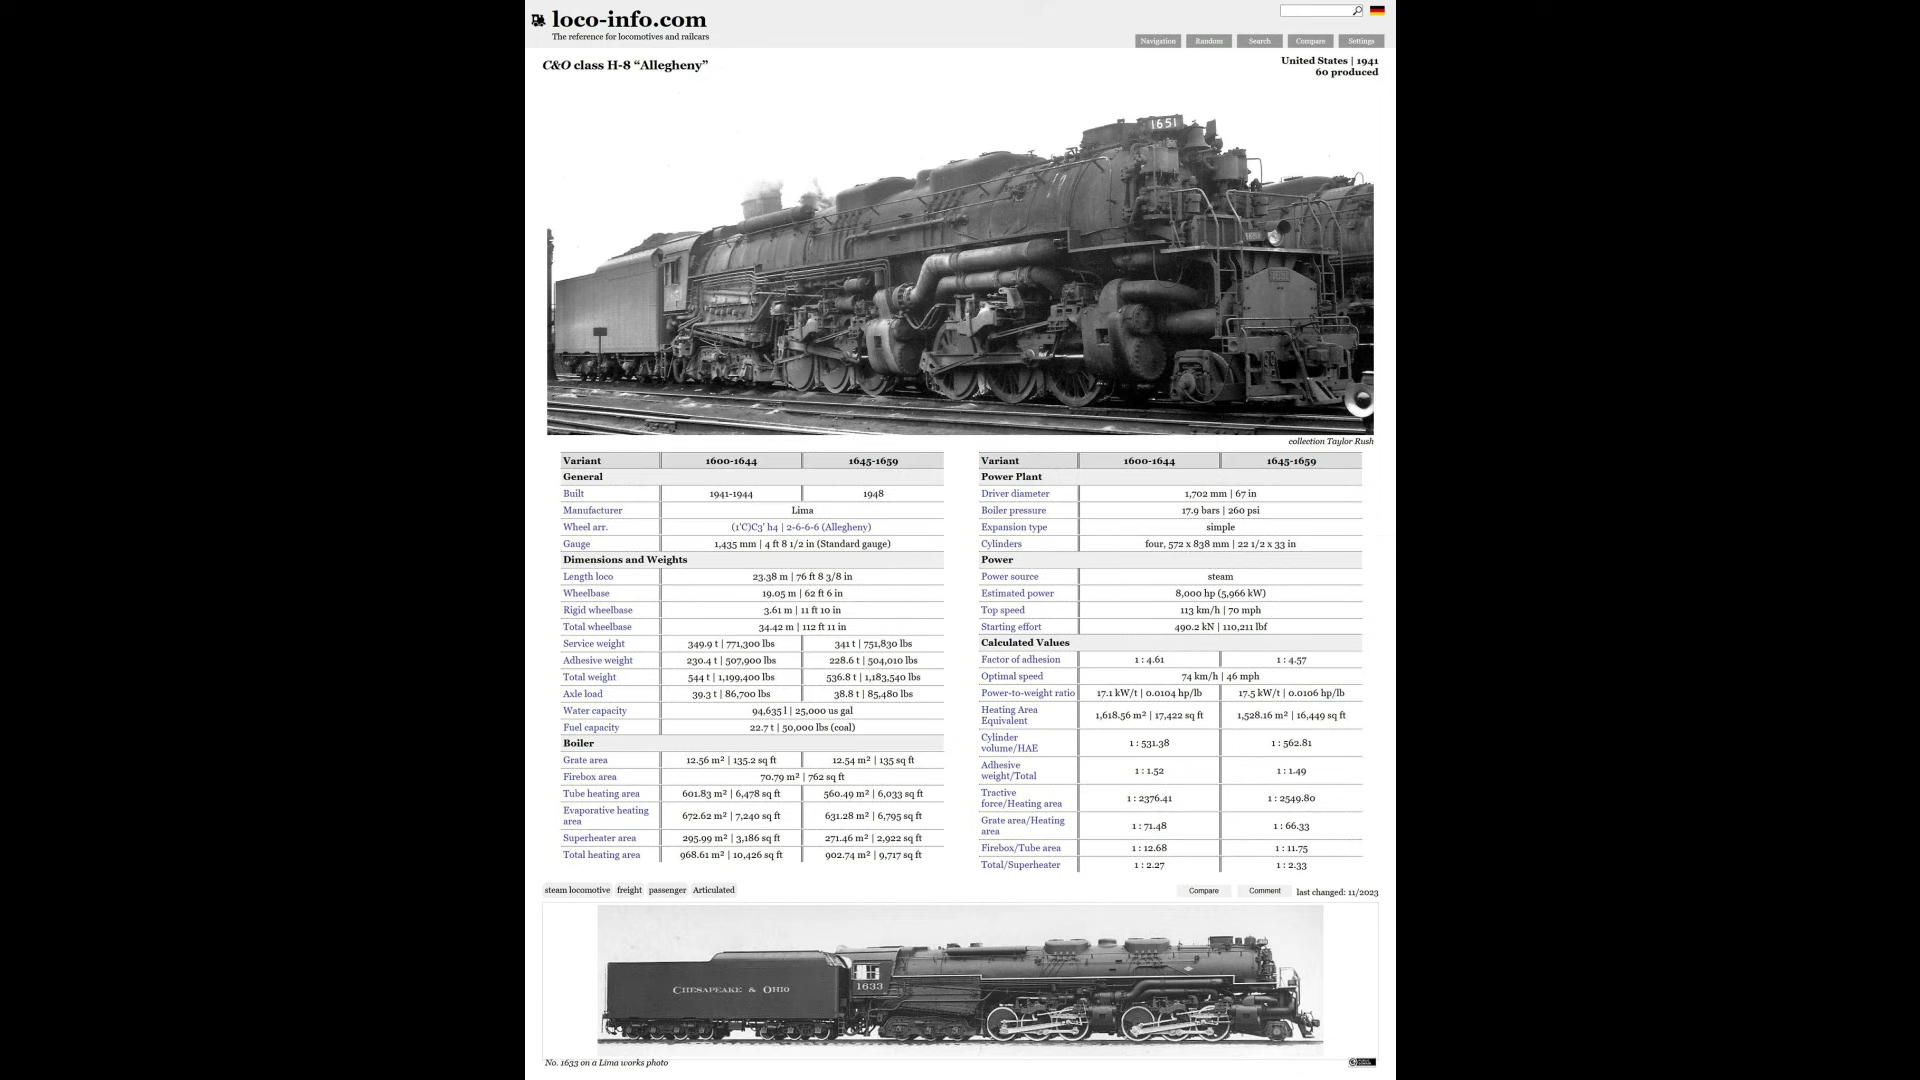 loco-info.com
The reference for locomotives and railcars
Navigation Random Search Compare Settings
C&O class H-8 “Allegheny”
United States | 1941
60 produced
1651
collection Taylor Rush
Variant 1600-1644 1645-1659
General
Built 1941-1944 1948
Manufacturer Lima
Wheel arr. (1'C)C3' h4 | 2-6-6-6 (Allegheny)
Gauge 1,435 mm | 4 ft 8 1/2 in (Standard gauge)
Dimensions and Weights
Length loco 23.38 m | 76 ft 8 3/8 in
Wheelbase 19.05 m | 62 ft 6 in
Rigid wheelbase 3.61 m | 11 ft 10 in
Total wheelbase 34.42 m | 112 ft 11 in
Service weight 349.9 t | 771,300 lbs 341 t | 751,830 lbs
Adhesive weight 230.4 t | 507,900 lbs 228.6 t | 504,010 lbs
Total weight 544 t | 1,199,400 lbs 536.8 t | 1,183,540 lbs
Axle load 39.3 t | 86,700 lbs 38.8 t | 85,480 lbs
Water capacity 94,635 l | 25,000 us gal
Fuel capacity 22.7 t | 50,000 lbs (coal)
Boiler
Grate area 12.56 m² | 135.2 sq ft 12.54 m² | 135 sq ft
Firebox area 70.79 m² | 762 sq ft
Tube heating area 601.83 m² | 6,478 sq ft 560.49 m² | 6,033 sq ft
Evaporative heating
area 672.62 m² | 7,240 sq ft 631.28 m² | 6,795 sq ft
Superheater area 295.99 m² | 3,186 sq ft 271.46 m² | 2,922 sq ft
Total heating area 968.61 m² | 10,426 sq ft 902.74 m² | 9,717 sq ft
Variant 1600-1644 1645-1659
Power Plant
Driver diameter 1,702 mm | 67 in
Boiler pressure 17.9 bars | 260 psi
Expansion type simple
Cylinders four, 572 x 838 mm | 22 1/2 x 33 in
Power
Power source steam
Estimated power 8,000 hp (5,966 kW)
Top speed 113 km/h | 70 mph
Starting effort 490.2 kN | 110,211 lbf
Calculated Values
Factor of adhesion 1 : 4.61 1 : 4.57
Optimal speed 74 km/h | 46 mph
Power-to-weight ratio 17.1 kW/t | 0.0104 hp/lb 17.5 kW/t | 0.0106 hp/lb
Heating Area
Equivalent 1,618.56 m² | 17,422 sq ft 1,528.16 m² | 16,449 sq ft
Cylinder
volume/HAE 1 : 531.38 1 : 562.81
Adhesive
weight/Total 1 : 1.52 1 : 1.49
Tractive
force/Heating area 1 : 2376.41 1 : 2549.80
Grate area/Heating
area 1 : 71.48 1 : 66.33
Firebox/Tube area 1 : 12.68 1 : 11.75
Total/Superheater 1 : 2.27 1 : 2.33
steam locomotive freight passenger Articulated
Compare Comment last changed: 11/2023
CHESAPEAKE & OHIO
1633
No. 1633 on a Lima works photo